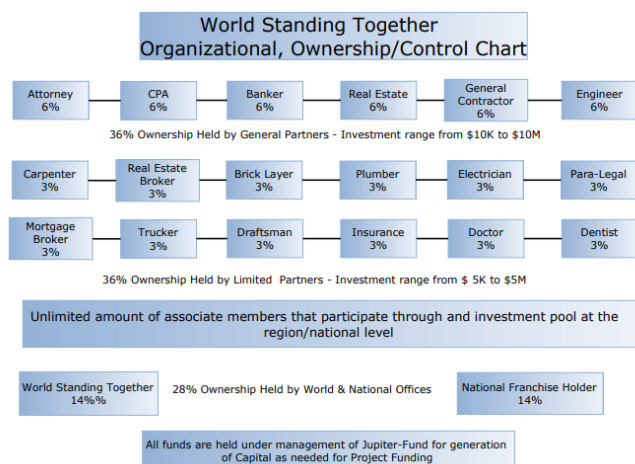 World Standing Together
Organizational, Ownership/Control Chart
Attorney
6%
CPA
6%
Banker
6%
Real Estate
6%
General
Contractor
6%
Engineer
6%
36% Ownership Held by General Partners - Investment range from $10K to $10M
Carpenter
3%
Real Estate
Broker
3%
Brick Layer
3%
Plumber
3%
Electrician
3%
Para-Legal
3%
Mortgage
Broker
3%
Trucker
3%
Draftsman
3%
Insurance
3%
Doctor
3%
Dentist
3%
36% Ownership Held by Limited Partners - Investment range from $ 5K to $5M
Unlimited amount of associate members that participate through and investment pool at the
region/national level
World Standing Together
14%%
28% Ownership Held by World & National Offices
National Franchise Holder
14%
All funds are held under management of Jupiter-Fund for generation
of Capital as needed for Project Funding